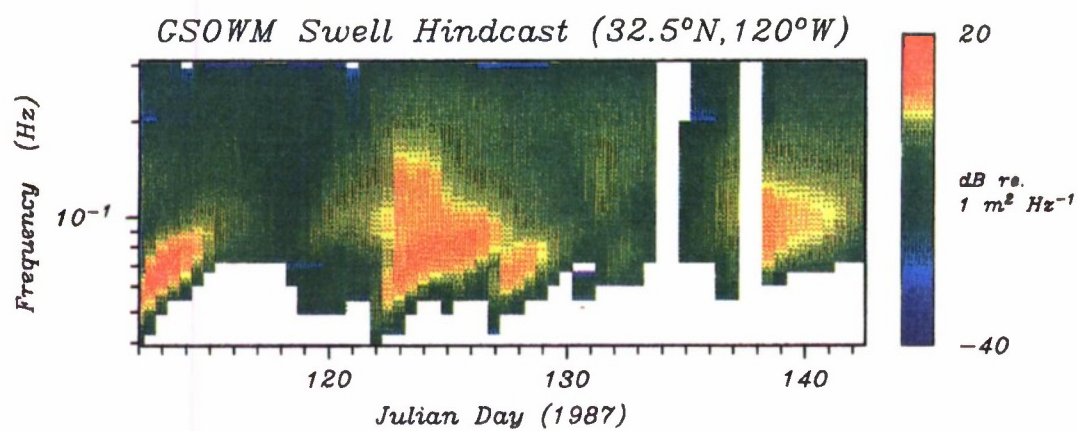 GSOWM Swell Hindcast (32.5°N,120°W)
20
Frequency (Hz)
10⁻¹
dB re.
1 m² Hz⁻¹
-40
120 130 140
Julian Day (1987)